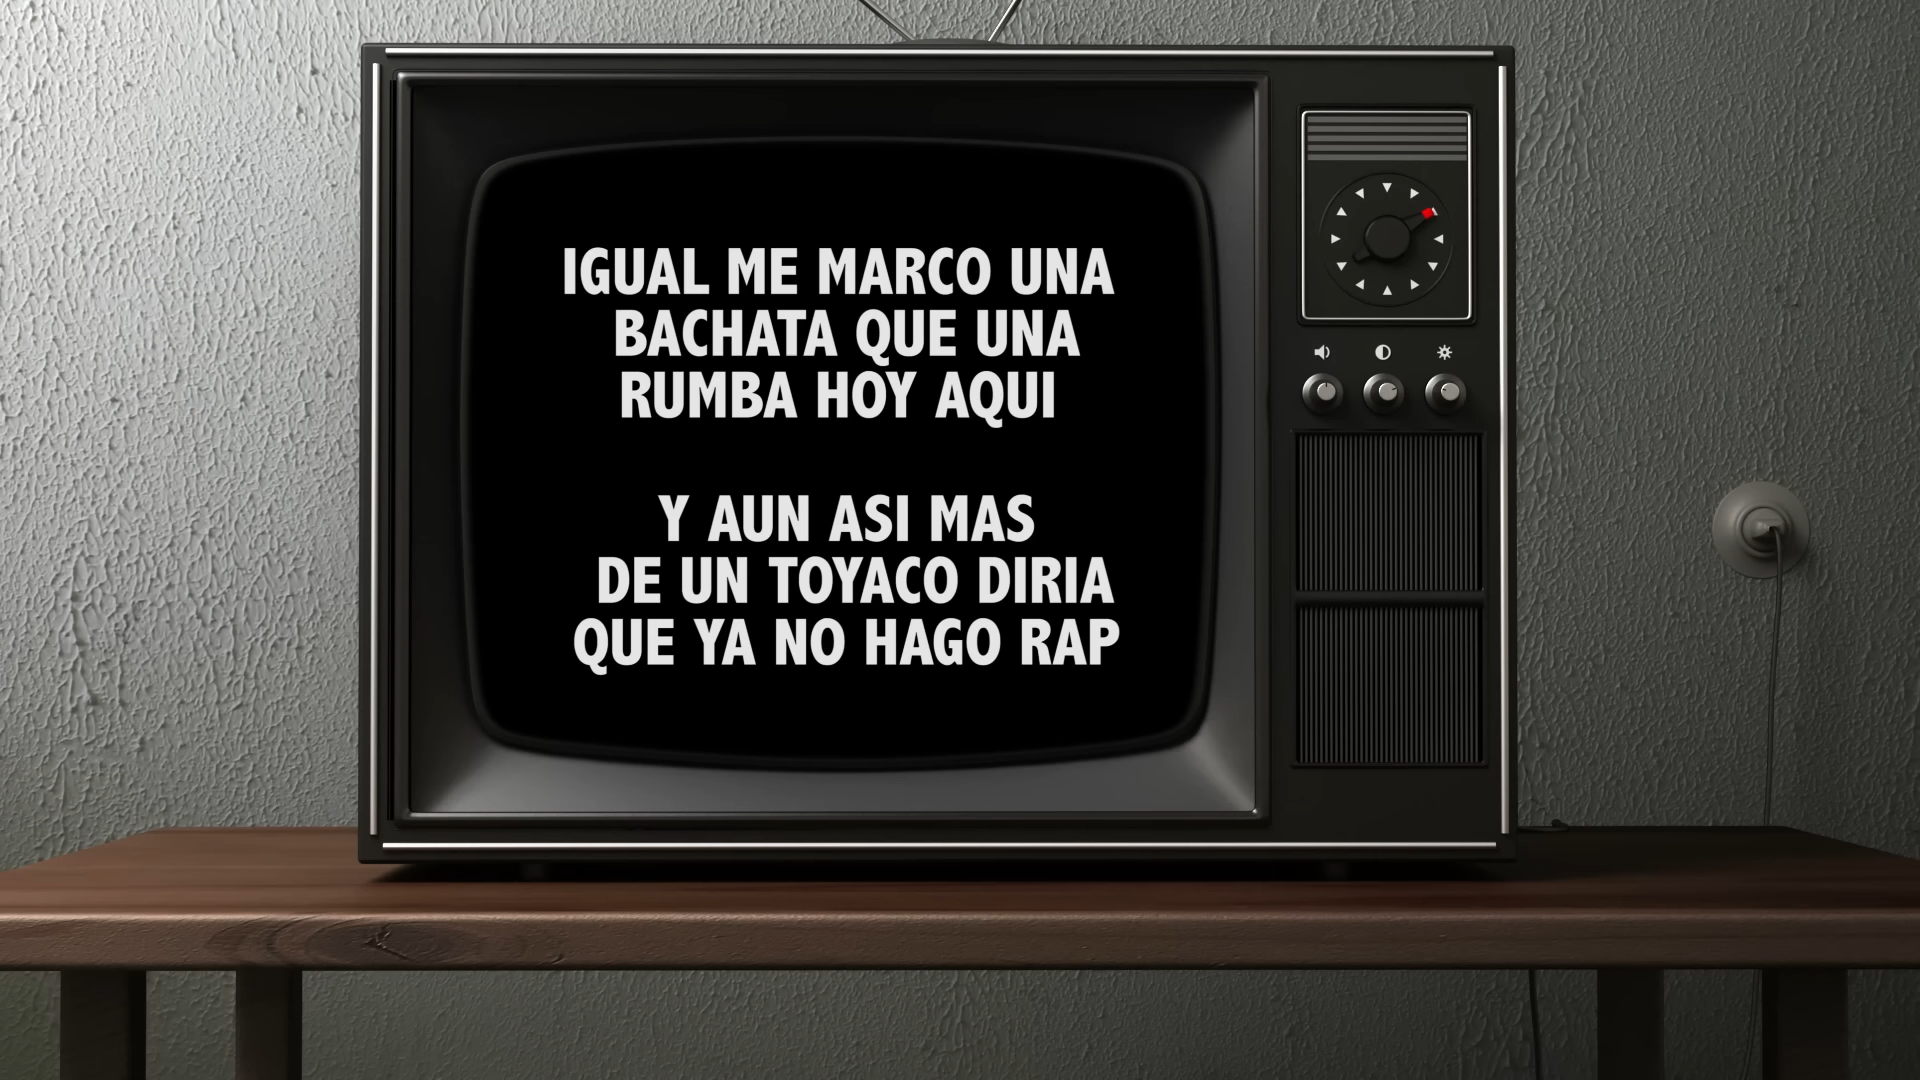 IGUAL ME MARCO UNA
BACHATA QUE UNA
RUMBA HOY AQUI
Y AUN ASI MAS
DE UN TOYACO DIRIA
QUE YA NO HAGO RAP